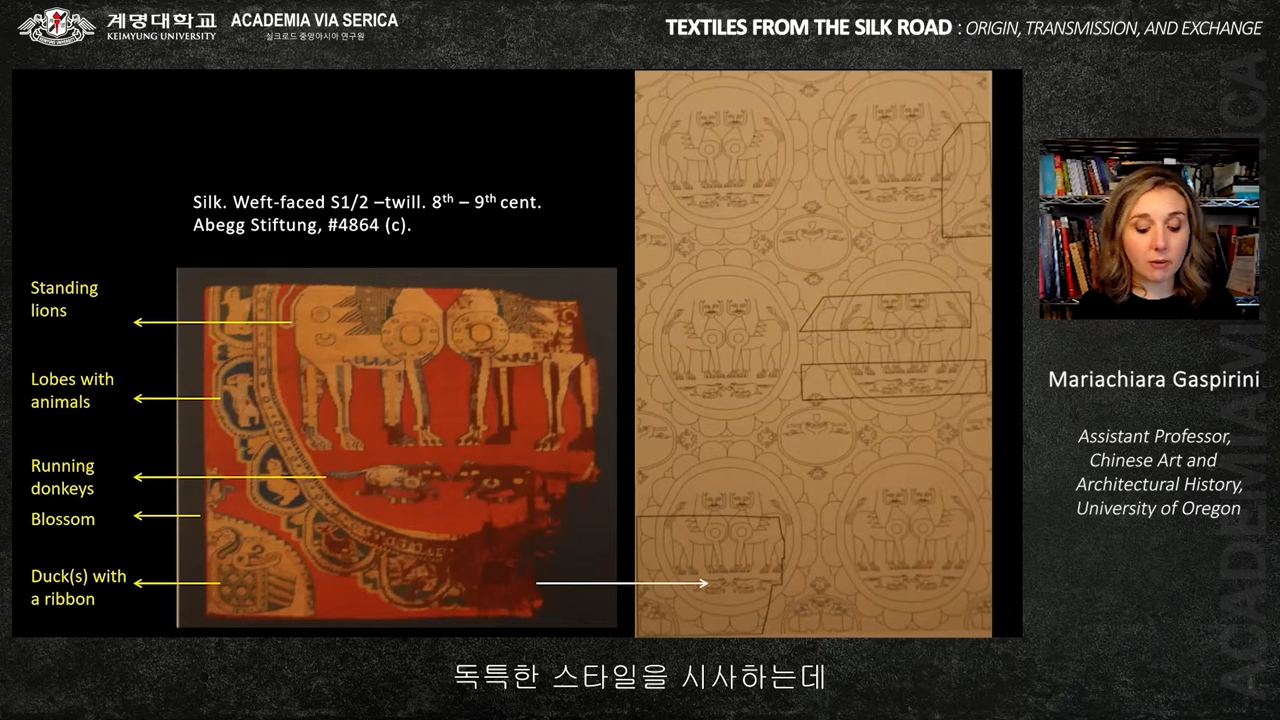 계명대학교
KEIMYUNG UNIVERSITY
ACADEMIA VIA SERICA
실크로드 중앙아시아 연구원
TEXTILES FROM THE SILK ROAD : ORIGIN, TRANSMISSION, AND EXCHANGE
Silk. Weft-faced S1/2 –twill. 8th – 9th cent.
Abegg Stiftung, #4864 (c).
Standing
lions
Lobes with
animals
Running
donkeys
Blossom
Duck(s) with
a ribbon
Mariachiara Gaspirini
Assistant Professor,
Chinese Art and
Architectural History,
University of Oregon
독특한 스타일을 시사하는데
ACADEMIA VIA SERICA